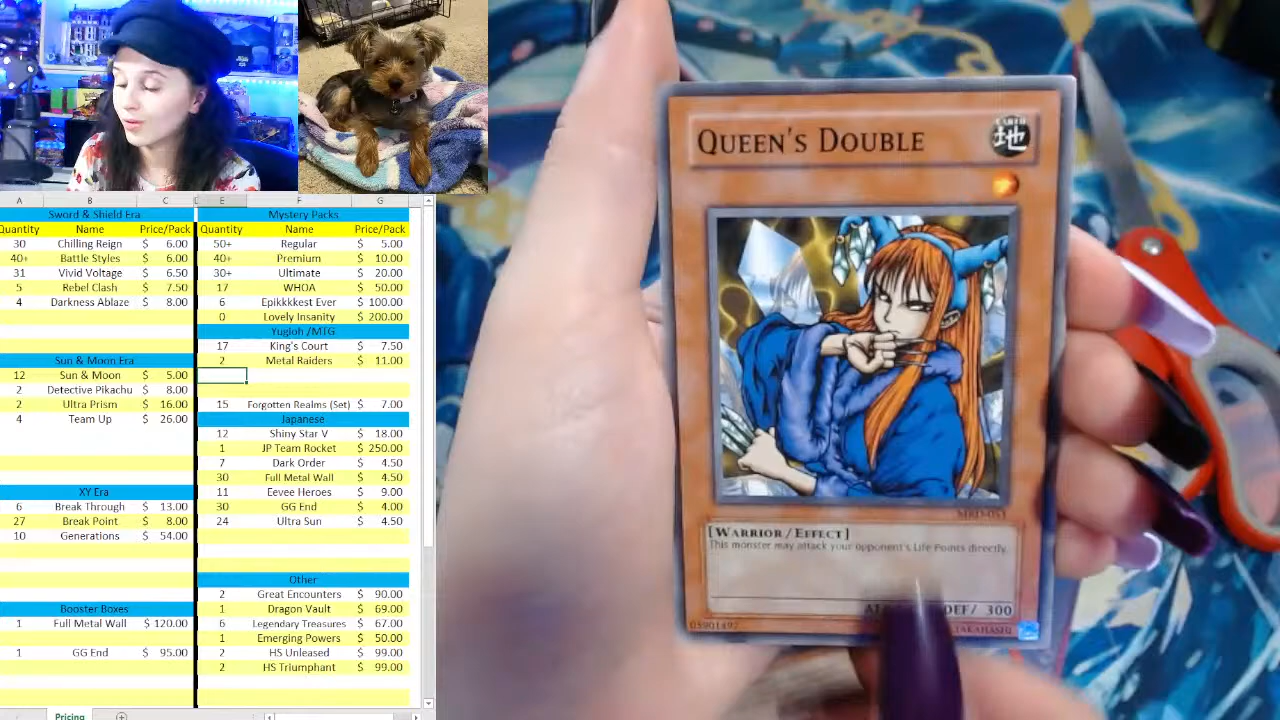 A B C E F G
Sword & Shield Era
Quantity Name Price/Pack
30 Chilling Reign $ 6.00
40+ Battle Styles $ 6.00
31 Vivid Voltage $ 6.50
5 Rebel Clash $ 7.50
4 Darkness Ablaze $ 8.00
Sun & Moon Era
12 Sun & Moon $ 5.00
2 Detective Pikachu $ 8.00
2 Ultra Prism $ 16.00
4 Team Up $ 26.00
XY Era
6 Break Through $ 13.00
27 Break Point $ 8.00
10 Generations $ 54.00
Booster Boxes
1 Full Metal Wall $ 120.00
1 GG End $ 95.00
Mystery Packs
Quantity Name Price/Pack
50+ Regular $ 5.00
40+ Premium $ 10.00
30+ Ultimate $ 20.00
17 WHOA $ 50.00
6 Epikkkkest Ever $ 100.00
0 Lovely Insanity $ 200.00
Yugioh /MTG
17 King's Court $ 7.50
2 Metal Raiders $ 11.00
15 Forgotten Realms (Set) $ 7.00
Japanese
12 Shiny Star V $ 18.00
1 JP Team Rocket $ 250.00
7 Dark Order $ 4.50
30 Full Metal Wall $ 4.50
11 Eevee Heroes $ 9.00
30 GG End $ 4.00
24 Ultra Sun $ 4.50
Other
2 Great Encounters $ 90.00
1 Dragon Vault $ 69.00
6 Legendary Treasures $ 67.00
1 Emerging Powers $ 50.00
2 HS Unleased $ 99.00
2 HS Triumphant $ 99.00
Pricing
QUEEN'S DOUBLE
EARTH
地
MRD-051
[WARRIOR/EFFECT]
This monster may attack your opponent's Life Points directly.
DEF/ 300
05901497
TAKAHASHI